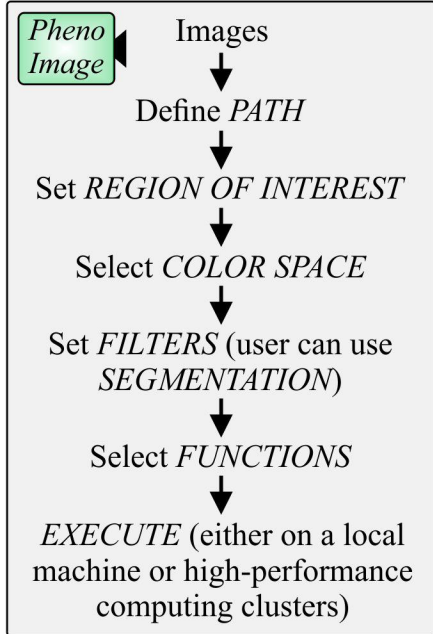 Pheno
Image
Images
Define PATH
Set REGION OF INTEREST
Select COLOR SPACE
Set FILTERS (user can use
SEGMENTATION)
Select FUNCTIONS
EXECUTE (either on a local
machine or high-performance
computing clusters)